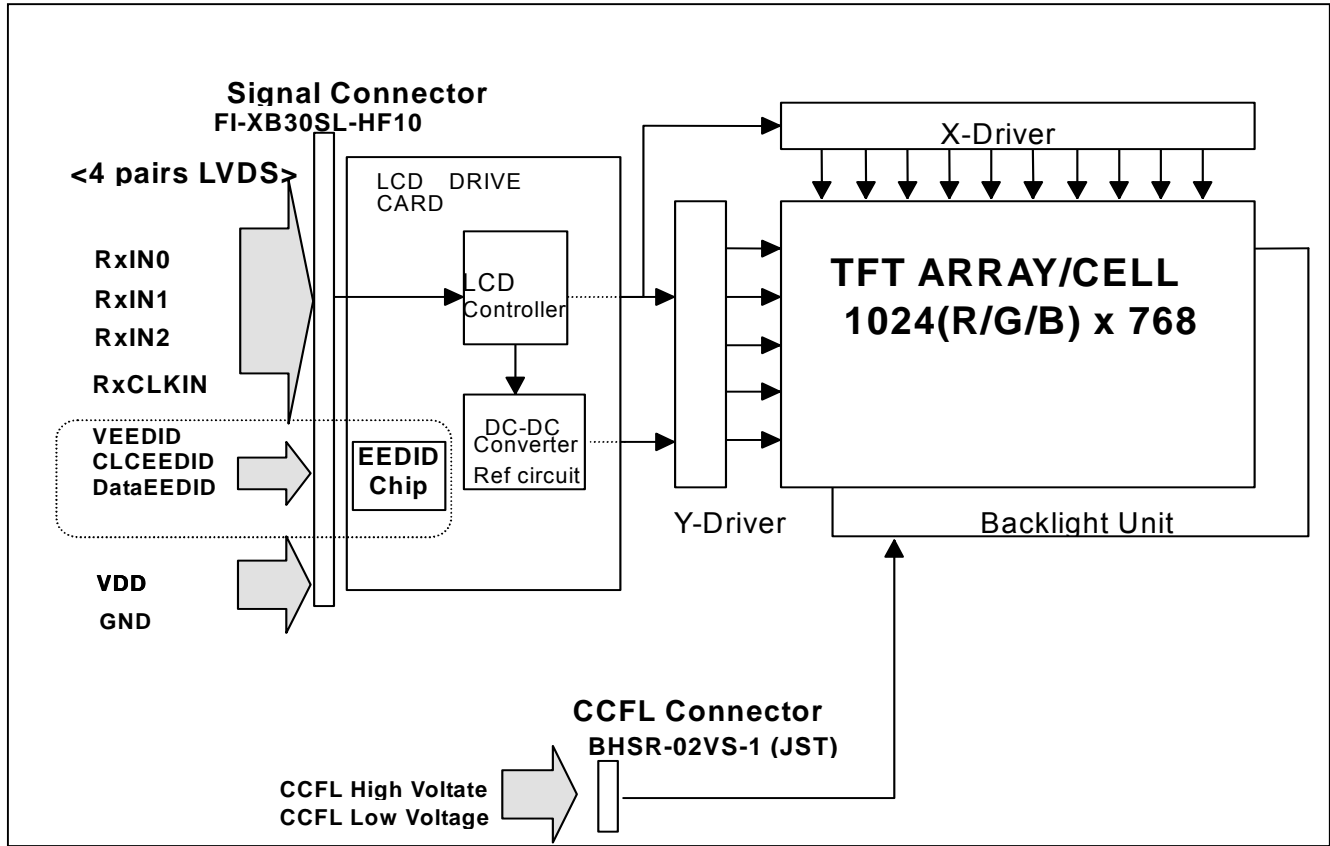 Signal Connector
FI-XB30SL-HF10
<4 pairs LVDS>
RxIN0
RxIN1
RxIN2
RxCLKIN
VEEDID
CLCEEDID
DataEEDID
VDD
GND
LCD DRIVE
CARD
LCD
Controller
DC-DC
Converter
Ref circuit
EEDID
Chip
X-Driver
Y-Driver
TFT ARRAY/CELL
1024(R/G/B) x 768
Backlight Unit
CCFL Connector
BHSR-02VS-1 (JST)
CCFL High Voltate
CCFL Low Voltage